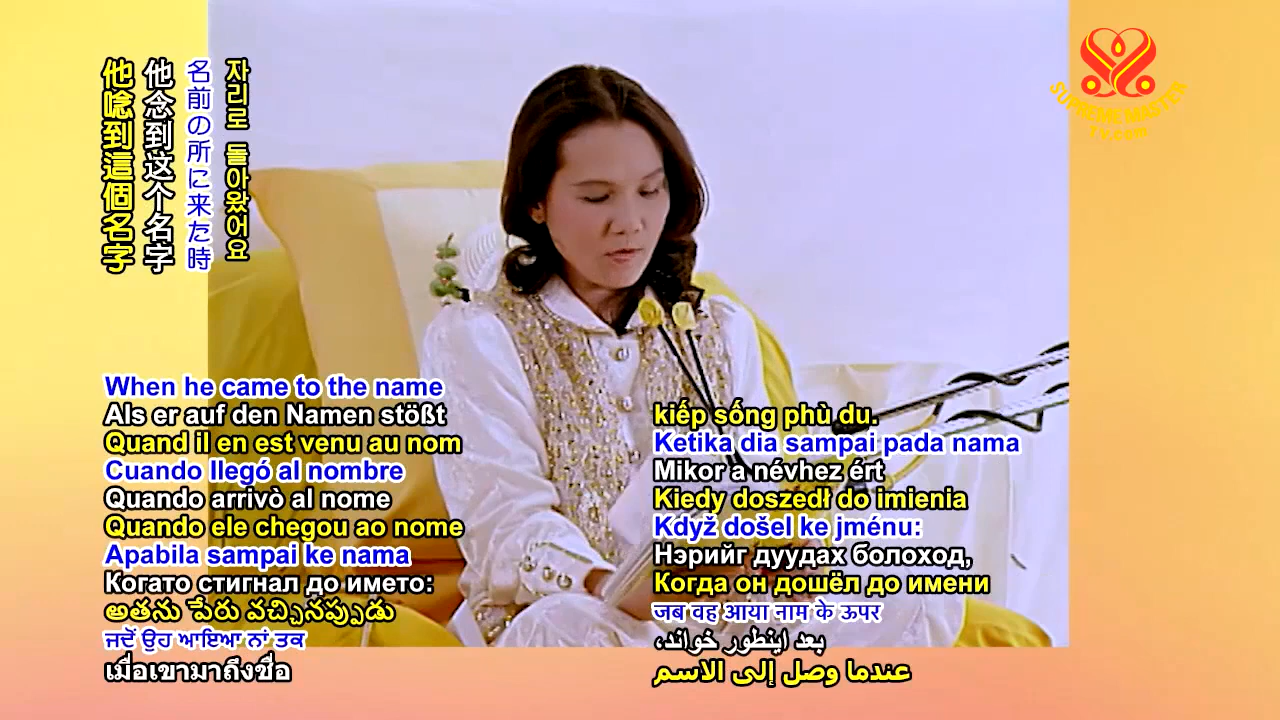 他唸到這個名字
他念到这个名字
名前の所に来た時
자리로 돌아왔어요
SUPREME MASTER
TV.com
When he came to the name
Als er auf den Namen stößt
Quand il en est venu au nom
Cuando llegó al nombre
Quando arrivò al nome
Quando ele chegou ao nome
Apabila sampai ke nama
Когато стигнал до името:
అతను పేరు వచ్చినప్పుడు
ਜਦੋਂ ਉਹ ਆਇਆ ਨਾਂ ਤਕ
เมื่อเขามาถึงชื่อ
kiếp sống phù du.
Ketika dia sampai pada nama
Mikor a névhez ért
Kiedy doszedł do imienia
Když došel ke jménu:
Нэрийг дуудах болоход,
Когда он дошёл до имени
जब वह आया नाम के ऊपर
بعد اینطور خواند،
عندما وصل إلى الاسم